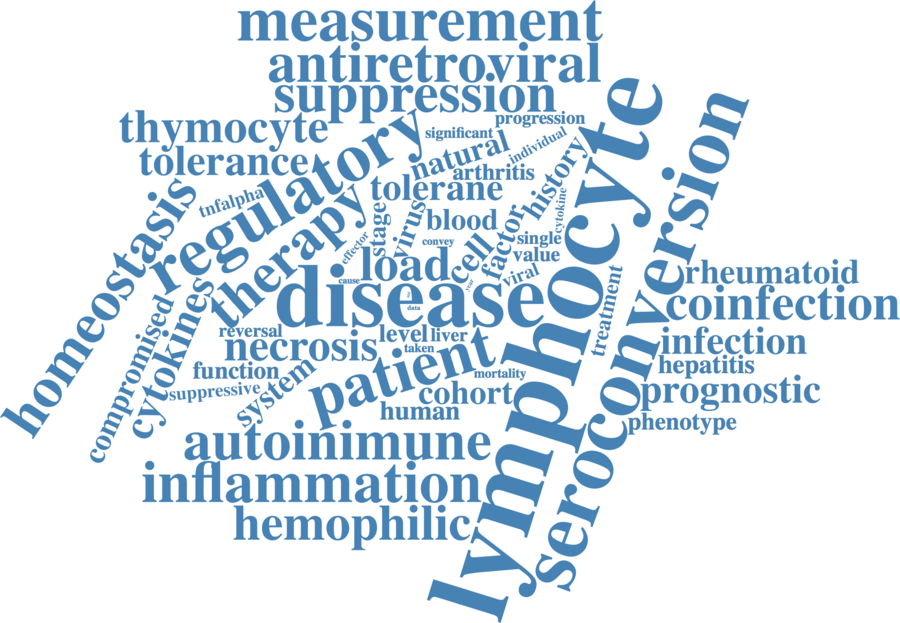 measurement
antiretroviral
suppression
progression
thymocyte
significant
regulatory
individual
natural
tolerance
arthritis
history
lymphocyte
seroconversion
tolerane
therapy
homeostasis
tnfalpha
stage
virus
blood
factor
cytokine
effector
convey
cell
single
value
load
viral
cause
year
disease
data
rheumatoid
coinfection
treatment
compromised
cytokines
reversal
level
liver
infection
necrosis
taken
hepatitis
function
patient
mortality
suppressive
system
cohort
prognostic
human
phenotype
autoinimune
inflammation
hemophilic